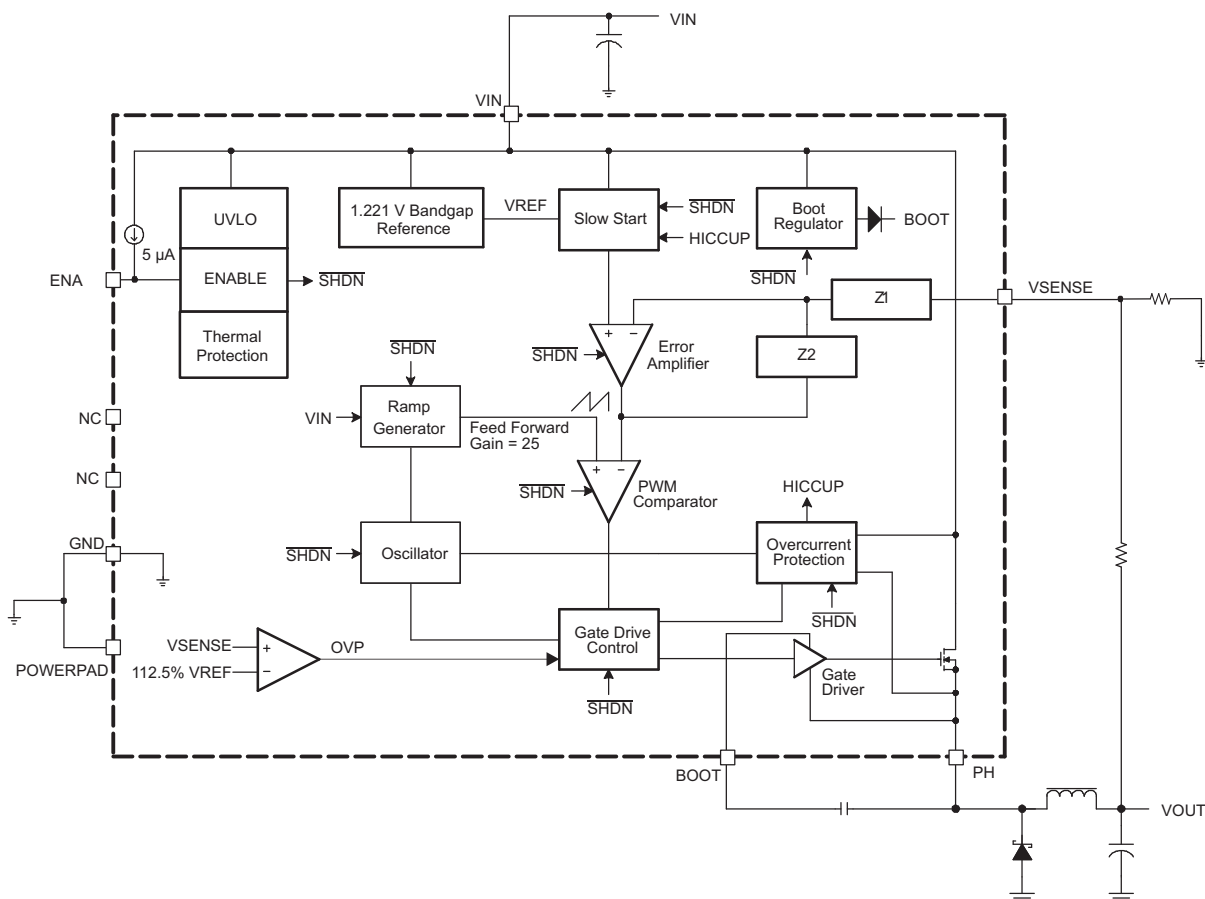 VIN
VIN
UVLO
1.221 V Bandgap
Reference
VREF
Slow Start
SHDN
HICCUP
Boot
Regulator
BOOT
5 µA
ENA
ENABLE
SHDN
SHDN
Z1
VSENSE
Thermal
Protection
SHDN
+
−
Error
Amplifier
Z2
SHDN
VIN
Ramp
Generator
Feed Forward
Gain = 25
NC
NC
+
−
SHDN
PWM
Comparator
HICCUP
GND
SHDN
Oscillator
Overcurrent
Protection
SHDN
VSENSE
+
OVP
Gate Drive
Control
POWERPAD
112.5% VREF
−
Gate
Driver
SHDN
BOOT
PH
VOUT